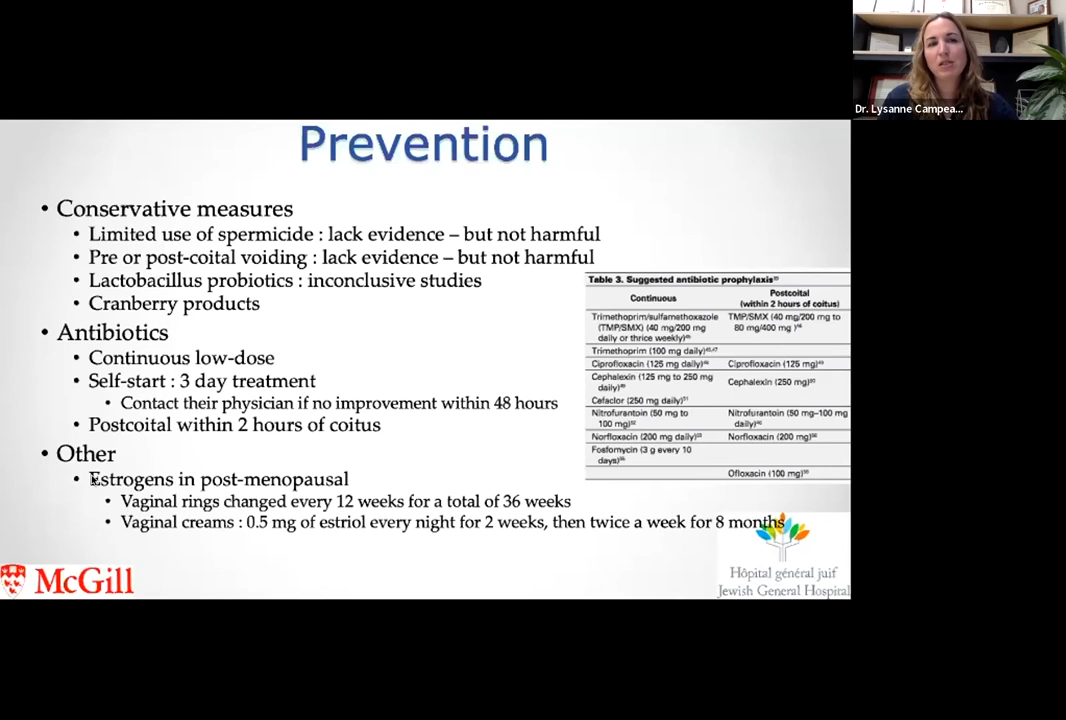 Dr. Lysanne Campea...
Prevention
• Conservative measures
• Limited use of spermicide : lack evidence – but not harmful
• Pre or post-coital voiding : lack evidence – but not harmful
• Lactobacillus probiotics : inconclusive studies
• Cranberry products
• Antibiotics
• Continuous low-dose
• Self-start : 3 day treatment
• Contact their physician if no improvement within 48 hours
• Postcoital within 2 hours of coitus
• Other
• Estrogens in post-menopausal
• Vaginal rings changed every 12 weeks for a total of 36 weeks
• Vaginal creams : 0.5 mg of estriol every night for 2 weeks, then twice a week for 8 months
Table 3. Suggested antibiotic prophylaxis
Continuous
Postcoital
(within 2 hours of coitus)
Trimethoprim/sulfamethoxazole
(TMP/SMX) (40 mg/200 mg
daily or thrice weekly)
TMP/SMX (40 mg/200 mg to
80 mg/400 mg )
Trimethoprim (100 mg daily)
Ciprofloxacin (125 mg daily)
Ciprofloxacin (125 mg)
Cephalexin (125 mg to 250 mg
daily)
Cephalexin (250 mg)
Cefaclor (250 mg daily)
Nitrofurantoin (50 mg to
100 mg)
Nitrofurantoin (50 mg–100 mg
daily)
Norfloxacin (200 mg daily)
Norfloxacin (200 mg)
Fosfomycin (3 g every 10
days)
Ofloxacin (100 mg)
McGill
Hôpital général juif
Jewish General Hospital